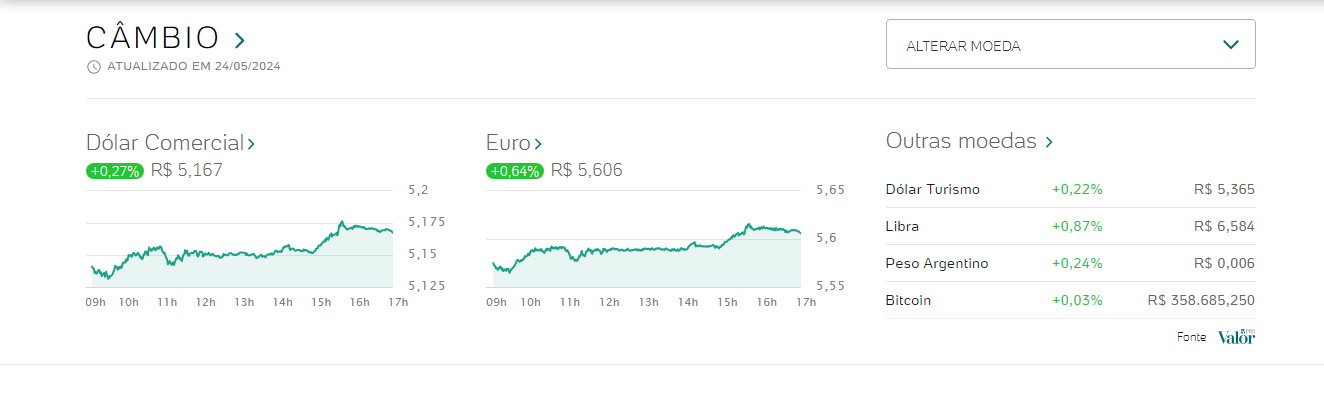 CÂMBIO
ATUALIZADO EM 24/05/2024
ALTERAR MOEDA
Dólar Comercial
+0,27% R$ 5,167
5,2
5,175
5,15
5,125
09h 10h 11h 12h 13h 14h 15h 16h 17h
Euro
+0,64% R$ 5,606
5,65
5,6
5,55
09h 10h 11h 12h 13h 14h 15h 16h 17h
Outras moedas
Dólar Turismo +0,22% R$ 5,365
Libra +0,87% R$ 6,584
Peso Argentino +0,24% R$ 0,006
Bitcoin +0,03% R$ 358.685,250
Fonte Valor PRO